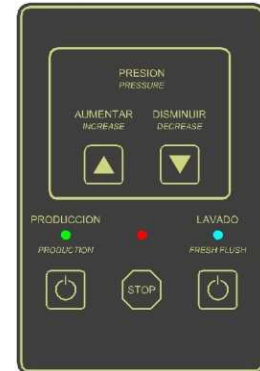 PRESION
PRESSURE
AUMENTAR DISMINUIR
INCREASE DECREASE
PRODUCCION LAVADO
PRODUCTION FRESH FLUSH
STOP